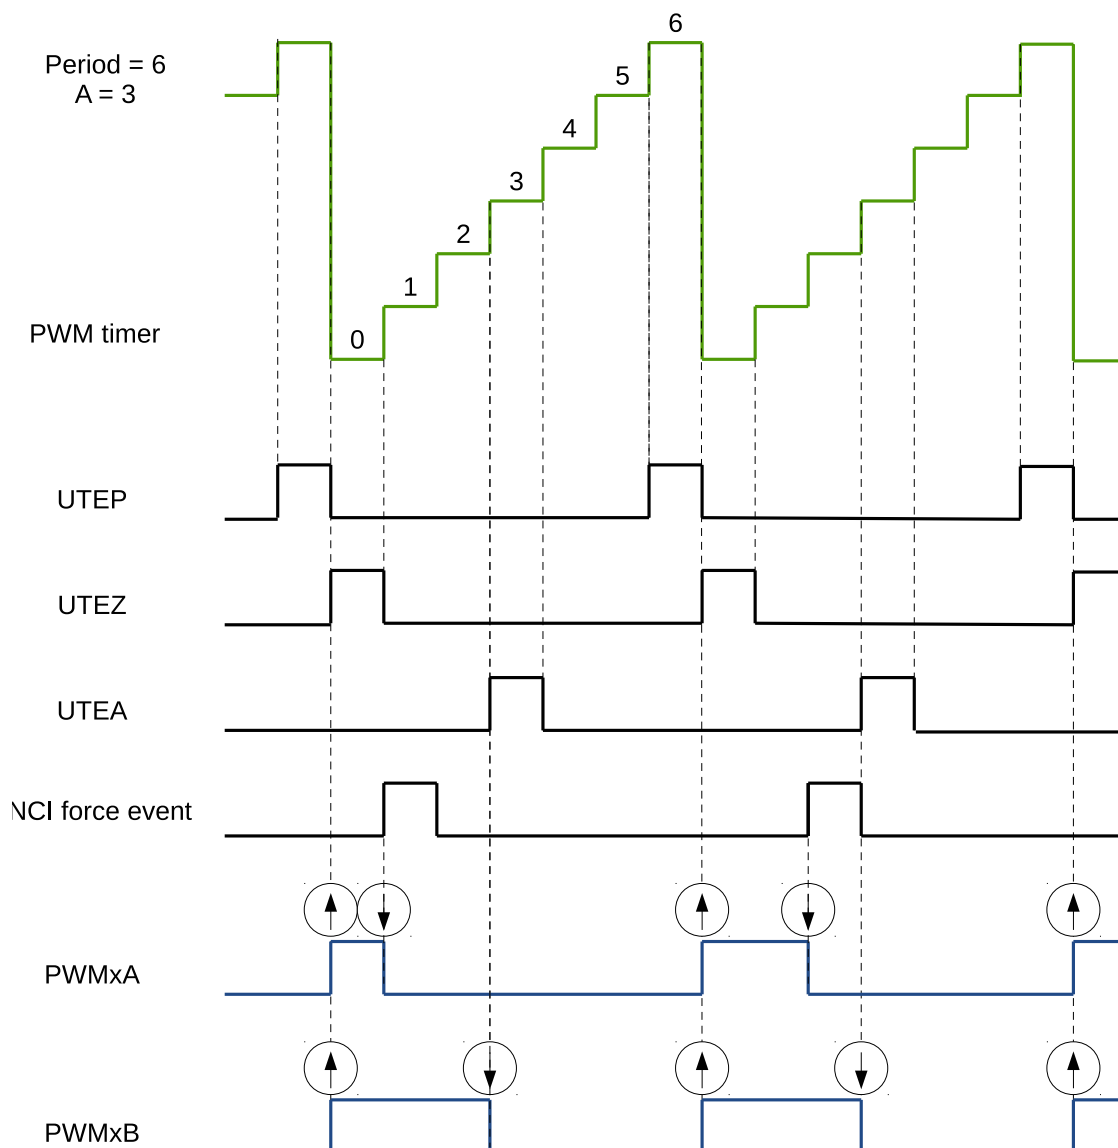 6
Period = 6
A = 3
5
4
3
2
1
0
PWM timer
UTEP
UTEZ
UTEA
NCI force event
PWMxA
PWMxB